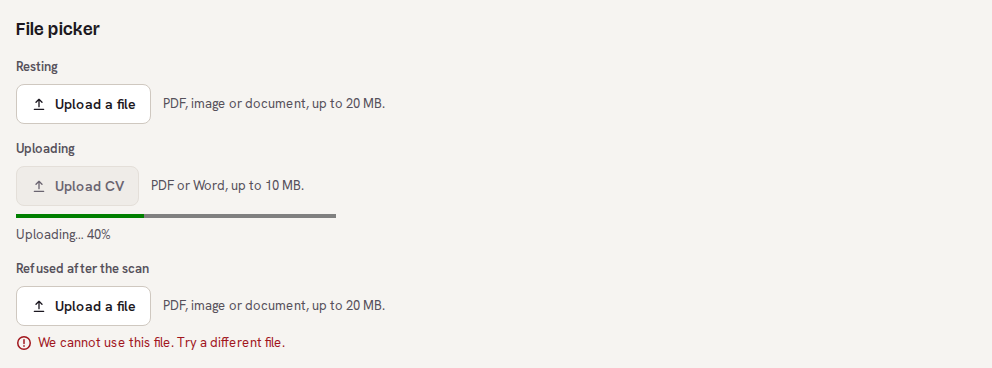 File picker
Resting
Upload a file PDF, image or document, up to 20 MB.
Uploading
Upload CV PDF or Word, up to 10 MB.
Uploading... 40%
Refused after the scan
Upload a file PDF, image or document, up to 20 MB.
We cannot use this file. Try a different file.